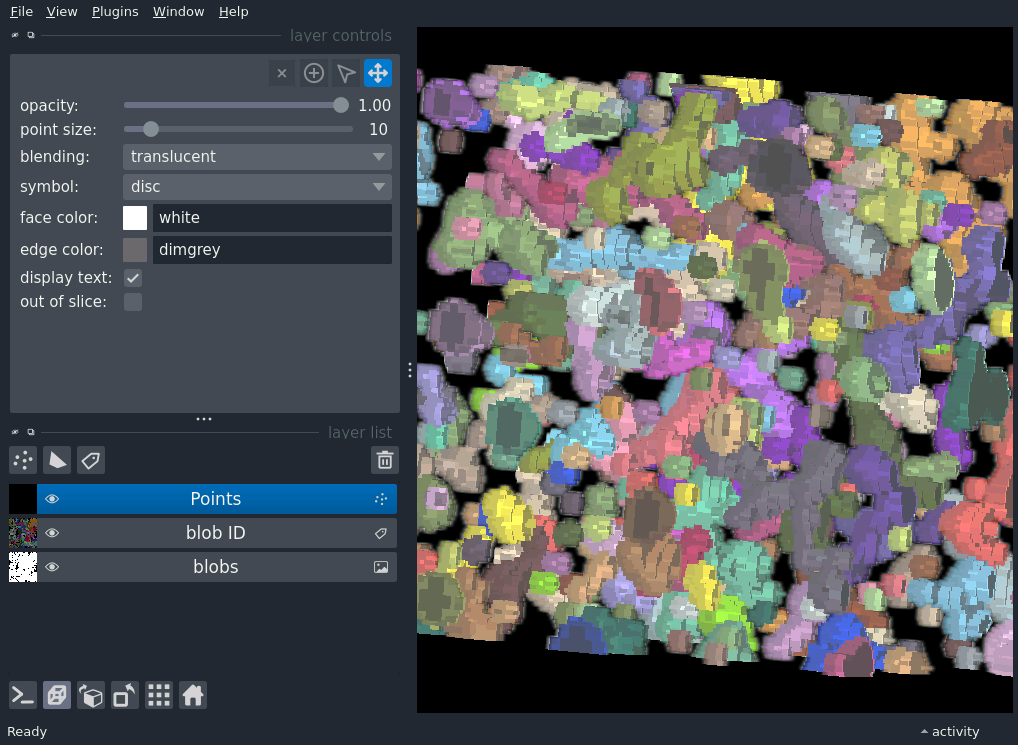 File View Plugins Window Help
layer controls
opacity: 1.00
point size: 10
blending: translucent
symbol: disc
face color: white
edge color: dimgrey
display text:
out of slice:
layer list
Points
blob ID
blobs
Ready activity